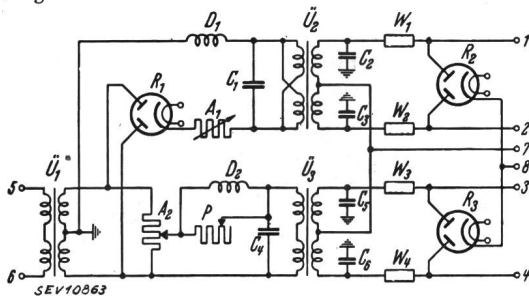 D1 Ü2 W1 1
C1 C2 R2
R1 A1 C3 W2 2
7
8
Ü1 D2 Ü3 W3 3
5 A2 P C4 C5 R3
C6
6 W4 4
SEV10863